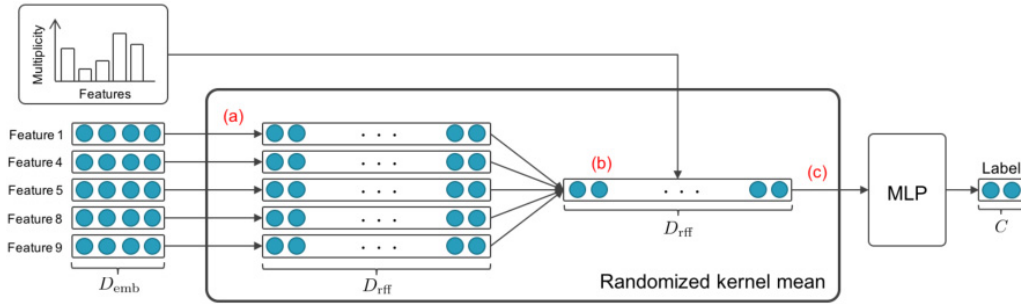 Multiplicity
Features
Feature 1
(a)
. . .
Feature 4
. . .
Feature 5
. . .
Feature 8
. . .
Feature 9
. . .
D_emb
D_rff
(b)
. . .
D_rff
(c)
Randomized kernel mean
MLP
Label
C